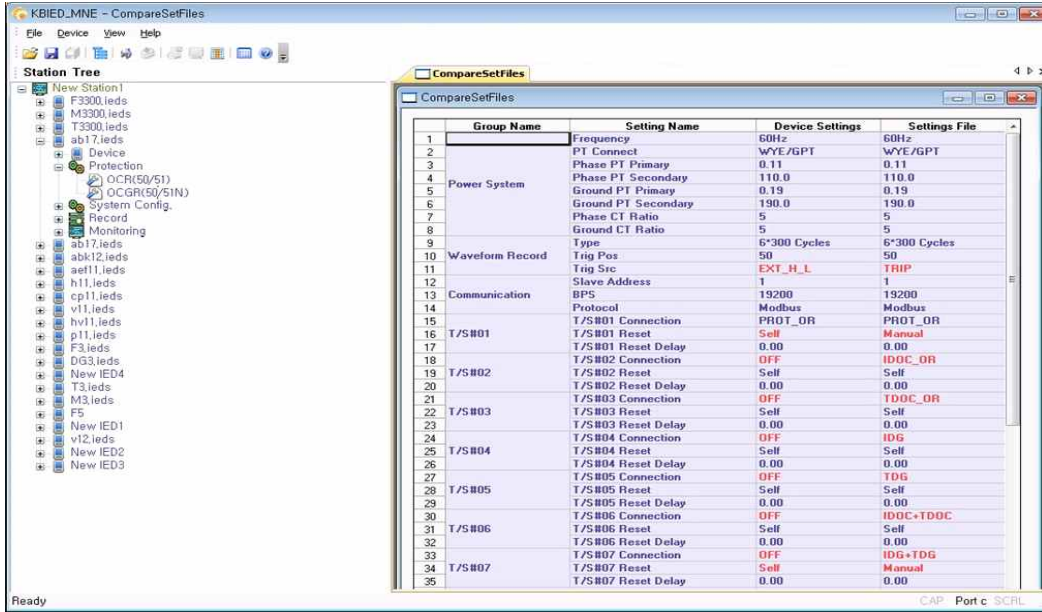 KBIED_MNE - CompareSetFiles
File Device View Help
Station Tree
New Station1
F3300.ieds
M3300.ieds
T3300.ieds
ab17.ieds
Device
Protection
OCR(50/51)
OCGR(50/51N)
System Config.
Record
Monitoring
ab17.ieds
abk12.ieds
aef11.ieds
h11.ieds
cp11.ieds
v11.ieds
hv11.ieds
p11.ieds
F3.ieds
DG3.ieds
New IED4
T3.ieds
M3.ieds
F5
New IED1
v12.ieds
New IED2
New IED3
CompareSetFiles
CompareSetFiles
Group Name Setting Name Device Settings Settings File
1 Frequency 60Hz 60Hz
2 PT Connect WYE/GPT WYE/GPT
3 Phase PT Primary 0.11 0.11
4 Phase PT Secondary 110.0 110.0
Power System
5 Ground PT Primary 0.19 0.19
6 Ground PT Secondary 190.0 190.0
7 Phase CT Ratio 5 5
8 Ground CT Ratio 5 5
9 Type 6*300 Cycles 6*300 Cycles
10 Waveform Record Trig Pos 50 50
11 Trig Src EXT_H_L TRIP
12 Slave Address 1 1
13 Communication BPS 19200 19200
14 Protocol Modbus Modbus
15 T/S#01 Connection PROT_OR PROT_OR
16 T/S#01 T/S#01 Reset Self Manual
17 T/S#01 Reset Delay 0.00 0.00
18 T/S#02 Connection OFF IDOC_OR
19 T/S#02 T/S#02 Reset Self Self
20 T/S#02 Reset Delay 0.00 0.00
21 T/S#03 Connection OFF TDOC_OR
22 T/S#03 T/S#03 Reset Self Self
23 T/S#03 Reset Delay 0.00 0.00
24 T/S#04 Connection OFF IDG
25 T/S#04 T/S#04 Reset Self Self
26 T/S#04 Reset Delay 0.00 0.00
27 T/S#05 Connection OFF TDG
28 T/S#05 T/S#05 Reset Self Self
29 T/S#05 Reset Delay 0.00 0.00
30 T/S#06 Connection OFF IDOC+TDOC
31 T/S#06 T/S#06 Reset Self Self
32 T/S#06 Reset Delay 0.00 0.00
33 T/S#07 Connection OFF IDG+TDG
34 T/S#07 T/S#07 Reset Self Manual
35 T/S#07 Reset Delay 0.00 0.00
Ready CAP Port c SCRL